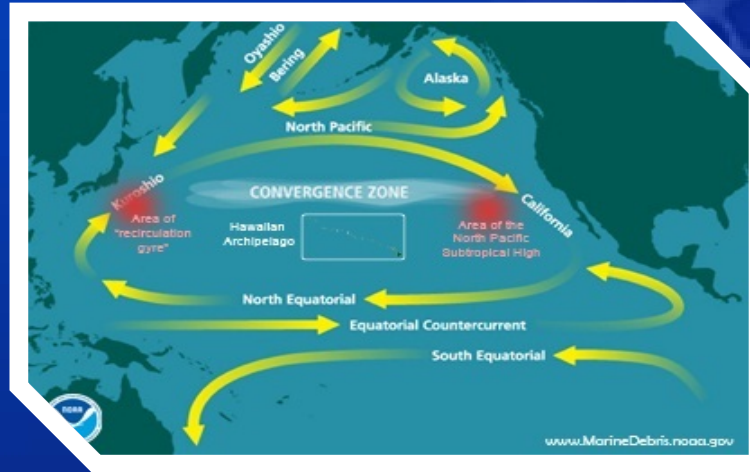 Oyashio
Bering
Alaska
North Pacific
Kuroshio
CONVERGENCE ZONE
California
Area of
"recirculation
gyre"
Hawaiian
Archipelago
Area of the
North Pacific
Subtropical High
North Equatorial
Equatorial Countercurrent
South Equatorial
noaa
www.MarineDebris.noaa.gov